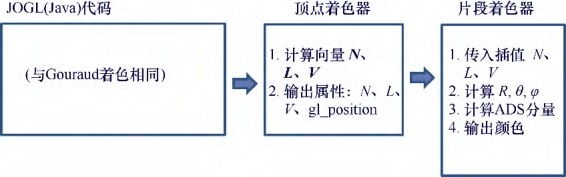 JOGL(Java)代码
(与Gouraud着色相同)
顶点着色器
1. 计算向量 N、
L、V
2. 输出属性：N、L、
V、gl_position
片段着色器
1. 传入插值 N、
L、V
2. 计算 R, θ, φ
3. 计算ADS分量
4. 输出颜色